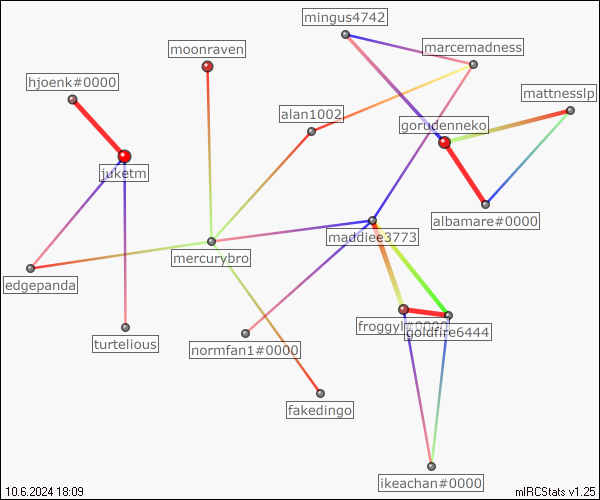 mingus4742
marcemadness
moonraven
hjoenk#0000
mattnesslp
alan1002
gorudenneko
juketm
albamare#0000
maddiee3773
mercurybro
edgepanda
froggyl#0000
goldfire6444
turtelious
normfan1#0000
fakedingo
ikeachan#0000
10.6.2024 18:09
mIRCStats v1.25